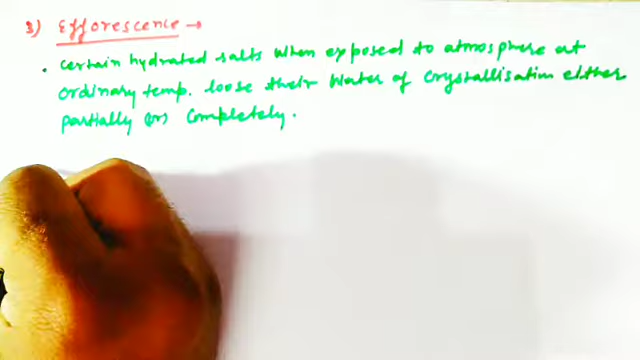 3) Efforescence →
. certain hydrated salts when exposed to atmosphere at
ordinary temp. loose their Water of Crystallisation either
partially (or) Completely.